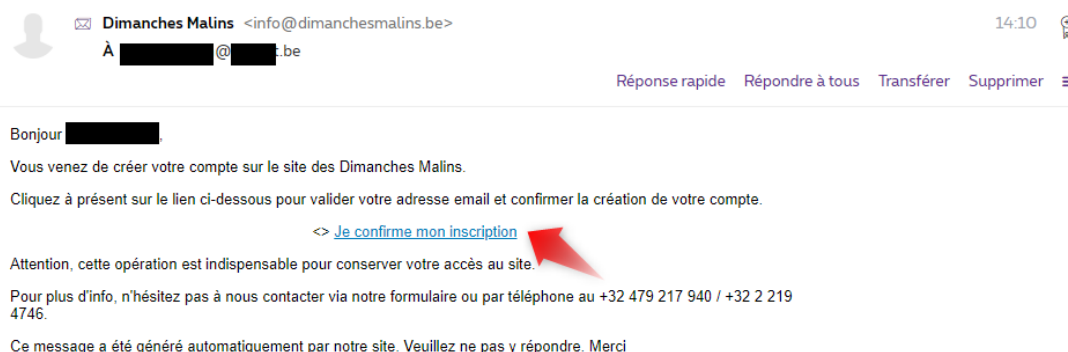 Dimanches Malins <info@dimanchesmalins.be>
14:10
À @ .be
Réponse rapide Répondre à tous Transférer Supprimer
Bonjour ,
Vous venez de créer votre compte sur le site des Dimanches Malins.
Cliquez à présent sur le lien ci-dessous pour valider votre adresse email et confirmer la création de votre compte.
<> Je confirme mon inscription
Attention, cette opération est indispensable pour conserver votre accès au site.
Pour plus d'info, n'hésitez pas à nous contacter via notre formulaire ou par téléphone au +32 479 217 940 / +32 2 219
4746.
Ce message a été généré automatiquement par notre site. Veuillez ne pas y répondre. Merci